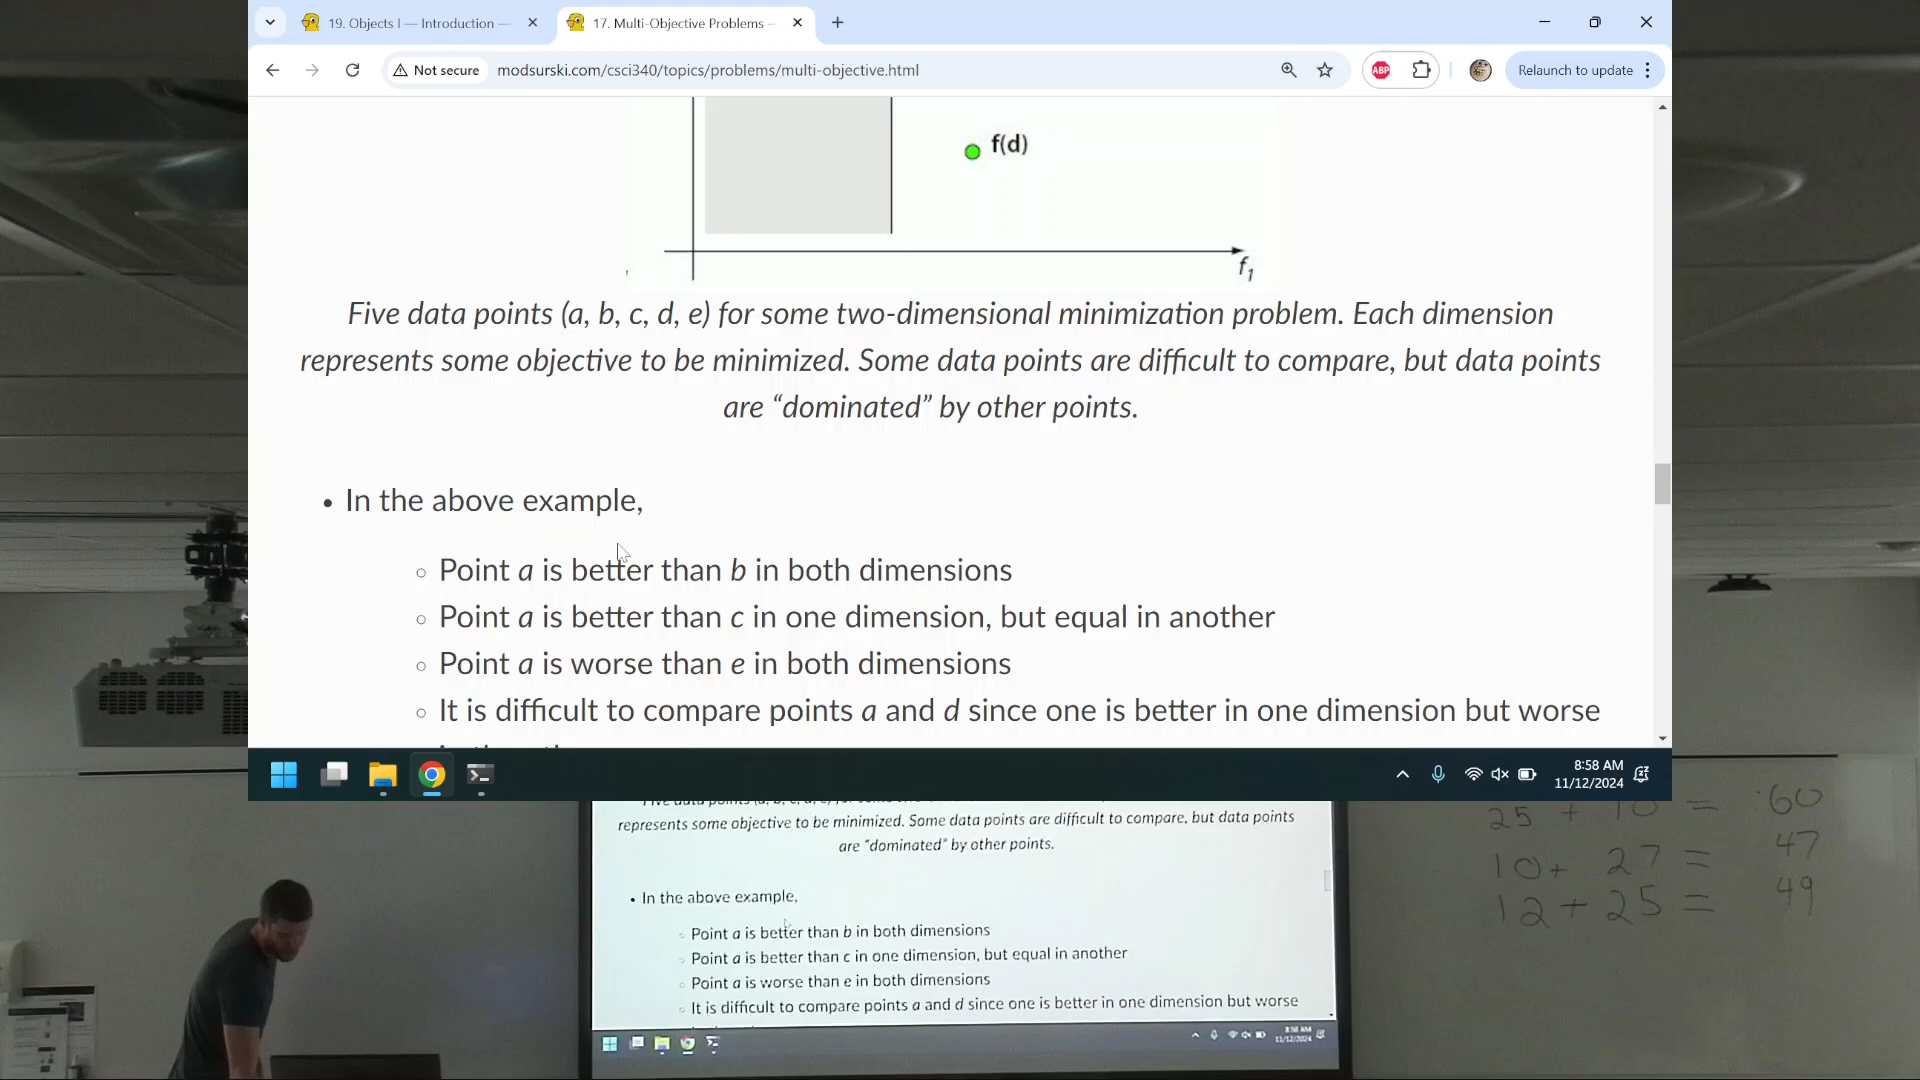 19. Objects I — Introduction —
17. Multi-Objective Problems —
Not secure
modsurski.com/csci340/topics/problems/multi-objective.html
ABP
Relaunch to update
f(d)
f1
Five data points (a, b, c, d, e) for some two-dimensional minimization problem. Each dimension
represents some objective to be minimized. Some data points are difficult to compare, but data points
are “dominated” by other points.
• In the above example,
◦ Point a is better than b in both dimensions
◦ Point a is better than c in one dimension, but equal in another
◦ Point a is worse than e in both dimensions
◦ It is difficult to compare points a and d since one is better in one dimension but worse
8:58 AM
11/12/2024
represents some objective to be minimized. Some data points are difficult to compare, but data points
are “dominated” by other points.
• In the above example,
◦ Point a is better than b in both dimensions
◦ Point a is better than c in one dimension, but equal in another
◦ Point a is worse than e in both dimensions
◦ It is difficult to compare points a and d since one is better in one dimension but worse
8:58 AM
11/12/2024
25 + 10 = 60
10 + 27 = 47
12 + 25 = 49